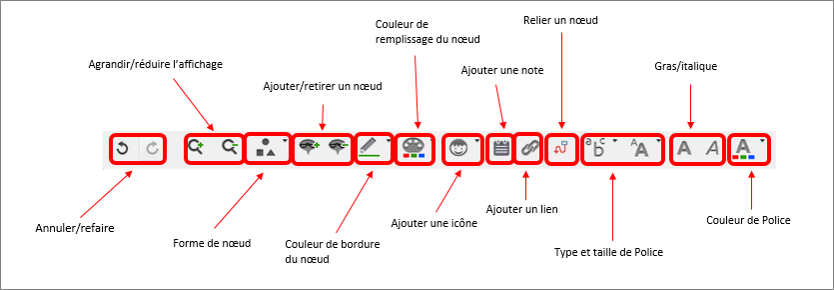 Couleur de
remplissage du nœud
Relier un nœud
Agrandir/réduire l'affichage
Ajouter/retirer un nœud
Ajouter une note
Gras/italique
a
b
c
A
A
A
A
A
Annuler/refaire
Forme de nœud
Couleur de bordure
du nœud
Ajouter une icône
Ajouter un lien
Type et taille de Police
Couleur de Police